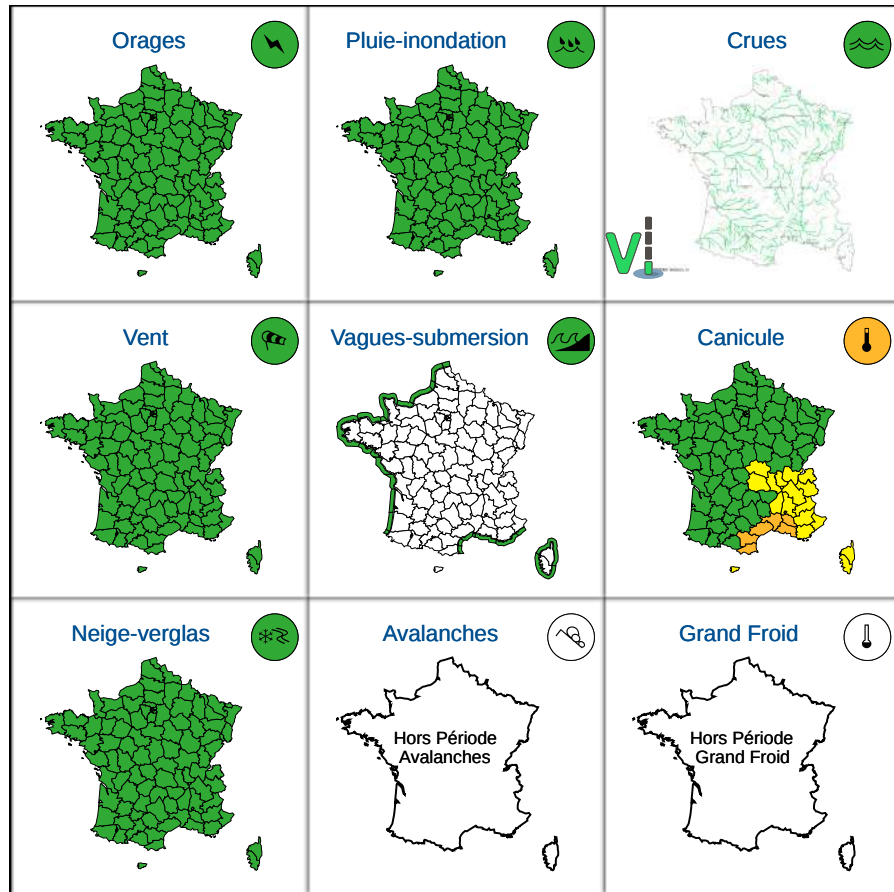 Orages
Pluie-inondation
Crues
Vent
Vagues-submersion
Canicule
Neige-verglas
Avalanches
Grand Froid
Hors Période
Avalanches
Hors Période
Grand Froid